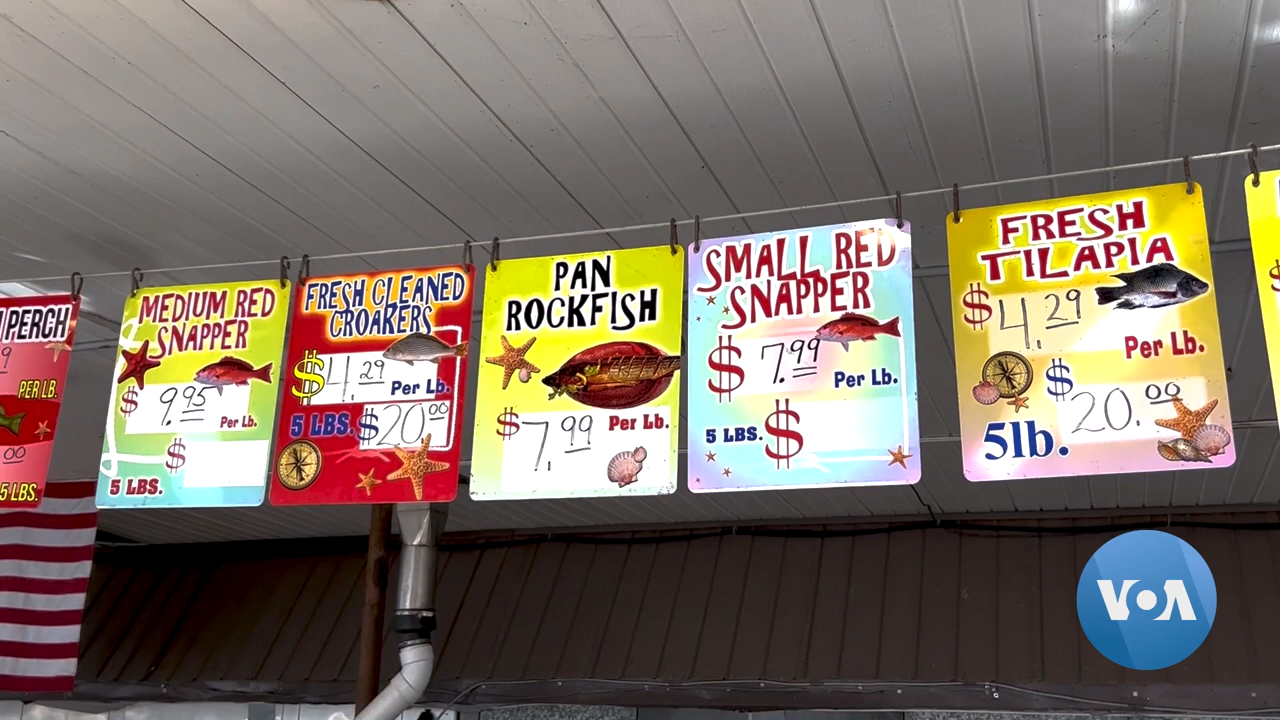 PERCH
9
PER LB.
00
5 LBS.
MEDIUM RED
SNAPPER
$ 9.95
Per Lb.
$
5 LBS.
FRESH CLEANED
CROAKERS
$ 4.29
Per Lb.
5 LBS. $ 20.00
PAN
ROCKFISH
$ 7.99
Per Lb.
SMALL RED
SNAPPER
$ 7.99
Per Lb.
5 LBS. $
FRESH
TILAPIA
$ 4.29
Per Lb.
$ 20.00
5lb.
$
VOA